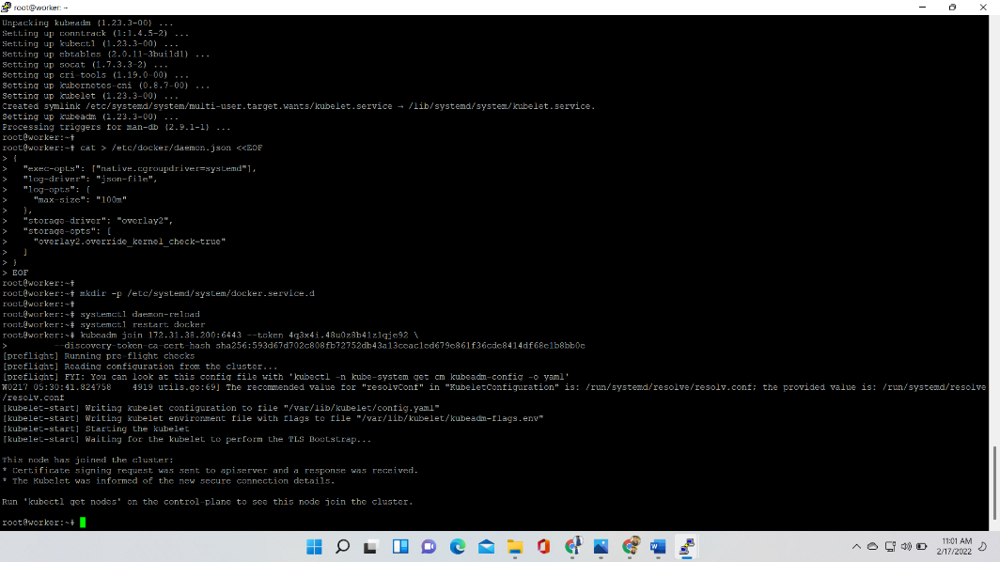 root@worker: ~
Unpacking kubeadm (1.23.3-00) ...
Setting up conntrack (1:1.4.5-2) ...
Setting up kubectl (1.23.3-00) ...
Setting up ebtables (2.0.11-3build1) ...
Setting up socat (1.7.3.3-2) ...
Setting up cri-tools (1.19.0-00) ...
Setting up kubernetes-cni (0.8.7-00) ...
Setting up kubelet (1.23.3-00) ...
Created symlink /etc/systemd/system/multi-user.target.wants/kubelet.service → /lib/systemd/system/kubelet.service.
Setting up kubeadm (1.23.3-00) ...
Processing triggers for man-db (2.9.1-1) ...
root@worker:~#
root@worker:~# cat > /etc/docker/daemon.json <<EOF
> {
>   "exec-opts": ["native.cgroupdriver=systemd"],
>   "log-driver": "json-file",
>   "log-opts": {
>     "max-size": "100m"
>   },
>   "storage-driver": "overlay2",
>   "storage-opts": [
>     "overlay2.override_kernel_check=true"
>   ]
> }
> EOF
root@worker:~#
root@worker:~# mkdir -p /etc/systemd/system/docker.service.d
root@worker:~#
root@worker:~# systemctl daemon-reload
root@worker:~# systemctl restart docker
root@worker:~# kubeadm join 172.31.38.200:6443 --token 4q3x4i.48u0z8b41z1qje92 \
>         --discovery-token-ca-cert-hash sha256:593d67d702c808fb72752db43a13ceac1ed679e861f36cde8414df68e1b8bb0e
[preflight] Running pre-flight checks
[preflight] Reading configuration from the cluster...
[preflight] FYI: You can look at this config file with 'kubectl -n kube-system get cm kubeadm-config -o yaml'
W0217 05:30:41.824758    4919 utils.go:69] The recommended value for "resolvConf" in "KubeletConfiguration" is: /run/systemd/resolve/resolv.conf; the provided value is: /run/systemd/resolve
/resolv.conf
[kubelet-start] Writing kubelet configuration to file "/var/lib/kubelet/config.yaml"
[kubelet-start] Writing kubelet environment file with flags to file "/var/lib/kubelet/kubeadm-flags.env"
[kubelet-start] Starting the kubelet
[kubelet-start] Waiting for the kubelet to perform the TLS Bootstrap...
This node has joined the cluster:
* Certificate signing request was sent to apiserver and a response was received.
* The Kubelet was informed of the new secure connection details.
Run 'kubectl get nodes' on the control-plane to see this node join the cluster.
root@worker:~#
11:01 AM
2/17/2022